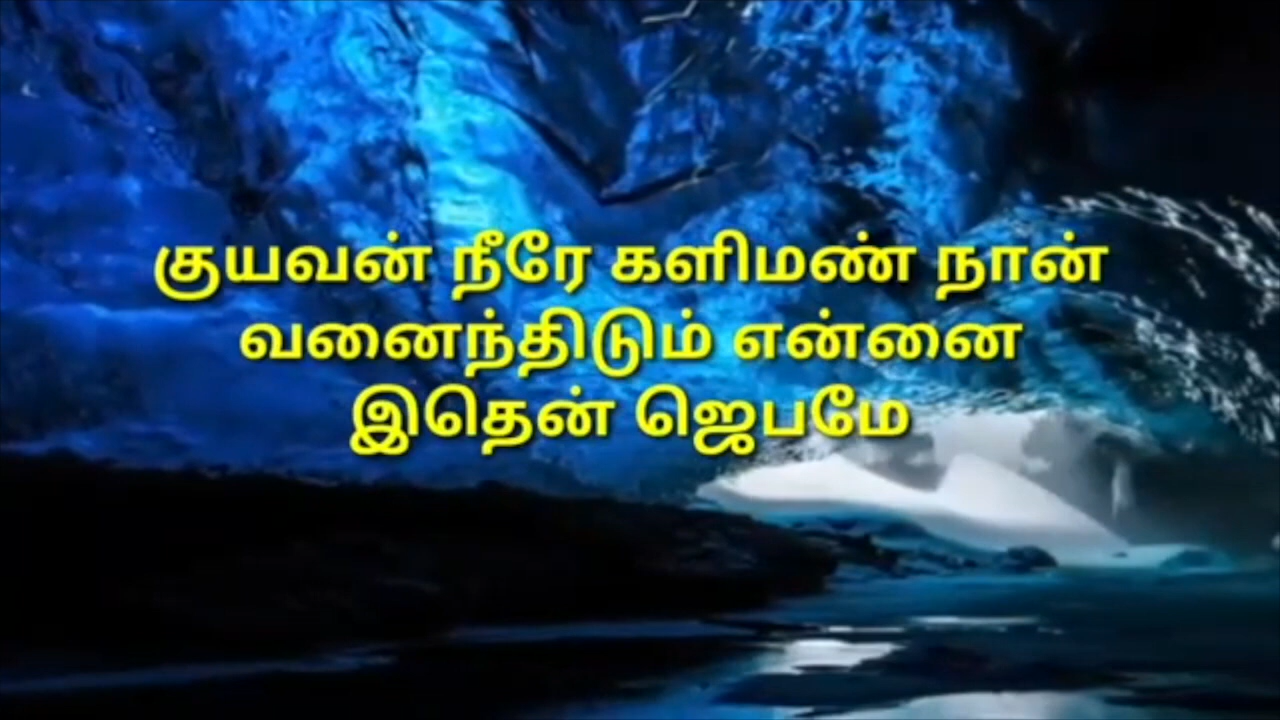 குயவன் நீரே களிமண் நான்
வனைந்திடும் என்னை
இதென் ஜெபமே